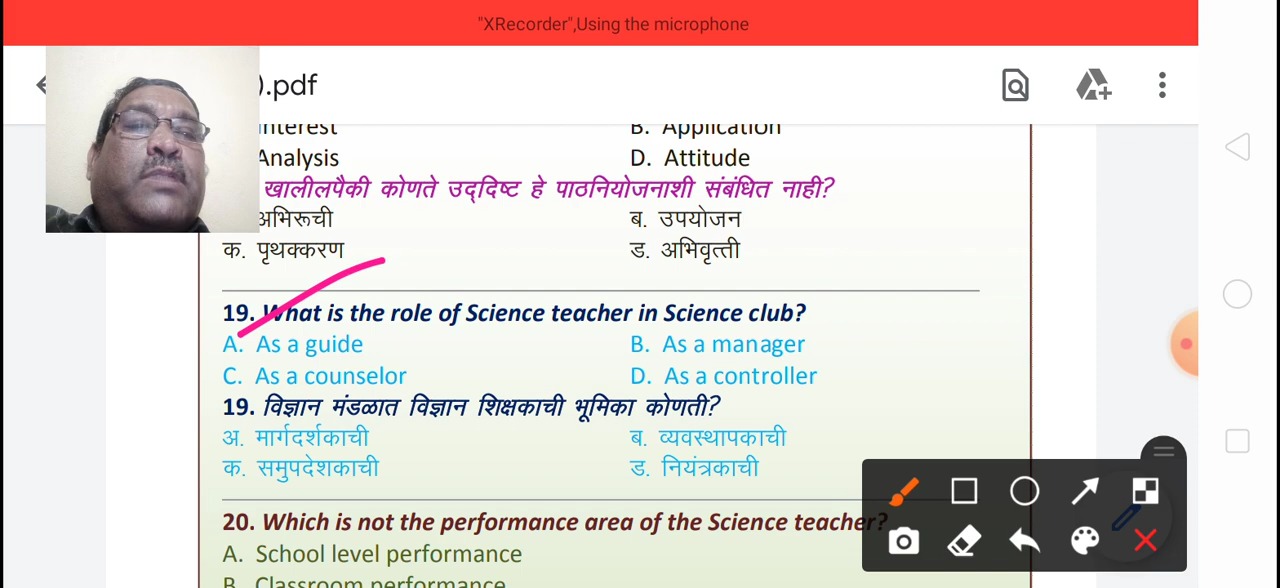 "XRecorder",Using the microphone
).pdf
Interest B. Application
Analysis D. Attitude
खालीलपैकी कोणते उद्दिष्ट हे पाठनियोजनाशी संबंधित नाही?
अभिरूची ब. उपयोजन
क. पृथक्करण ड. अभिवृत्ती
19. What is the role of Science teacher in Science club?
A. As a guide B. As a manager
C. As a counselor D. As a controller
19. विज्ञान मंडळात विज्ञान शिक्षकाची भूमिका कोणती?
अ. मार्गदर्शकाची ब. व्यवस्थापकाची
क. समुपदेशकाची ड. नियंत्रकाची
20. Which is not the performance area of the Science teacher?
A. School level performance
B. Classroom performance